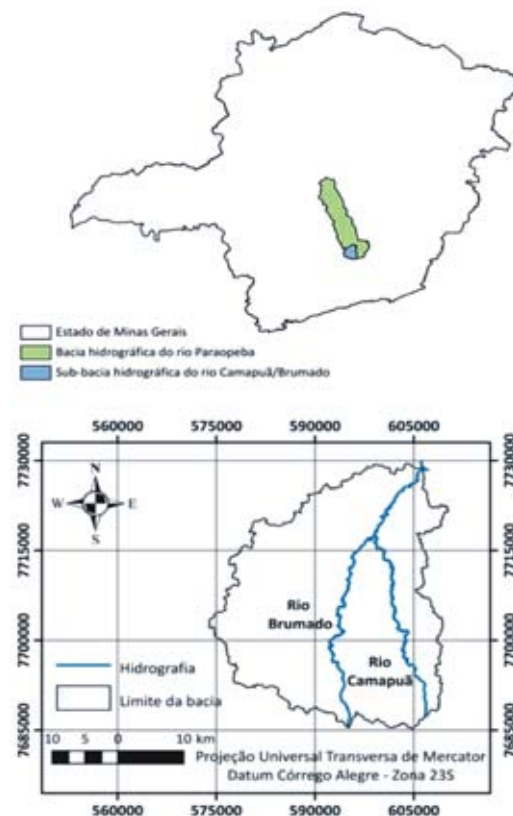 Estado de Minas Gerais
Bacia hidrográfica do rio Paraopeba
Sub-bacia hidrográfica do rio Camapuã/Brumado
560000 575000 590000 605000
7730000 7730000
N
W E
S
7715000 7715000
Rio
Brumado
7700000 7700000
Rio
Camapuã
Hidrografia
Limite da bacia
7685000 7685000
10 5 0 10 km
Projeção Universal Transversa de Mercator
Datum Córrego Alegre - Zona 23S
560000 575000 590000 605000